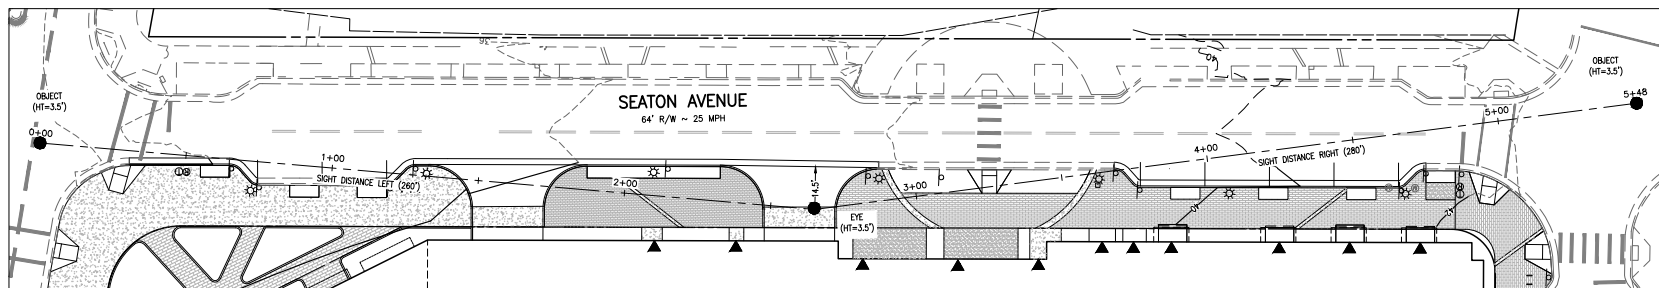 OBJECT
(HT=3.5')
0+00
SEATON AVENUE
64' R/W ~ 25 MPH
OBJECT
(HT=3.5')
5+48
5+00
4+00
SIGHT DISTANCE RIGHT (280')
1+00
SIGHT DISTANCE LEFT (260')
2+00
14.5'
3+00
EYE
(HT=3.5')